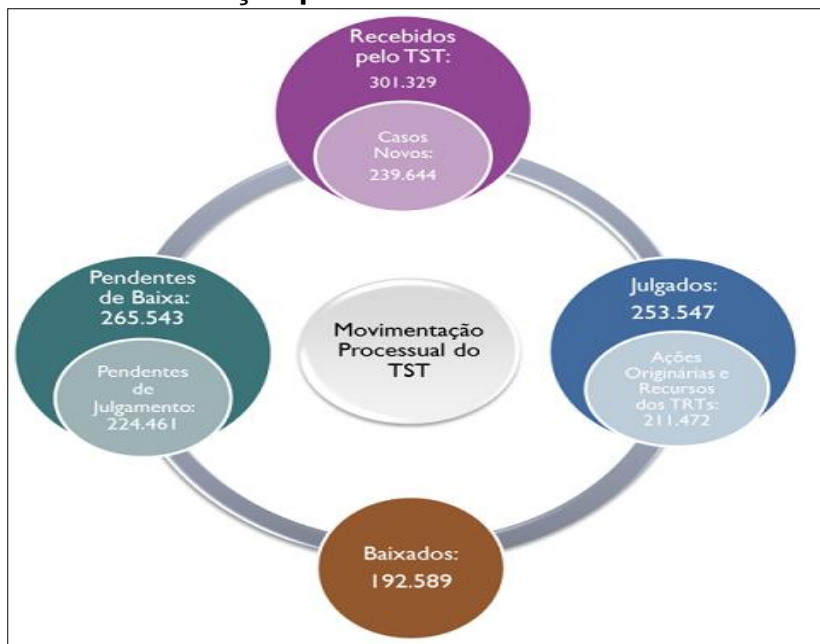 Recebidos
pelo TST:
301.329
Casos
Novos:
239.644
Pendentes
de Baixa:
265.543
Pendentes
de
Julgamento:
224.461
Movimentação
Processual do
TST
Julgados:
253.547
Ações
Originárias e
Recursos
dos TRTs:
211.472
Baixados:
192.589